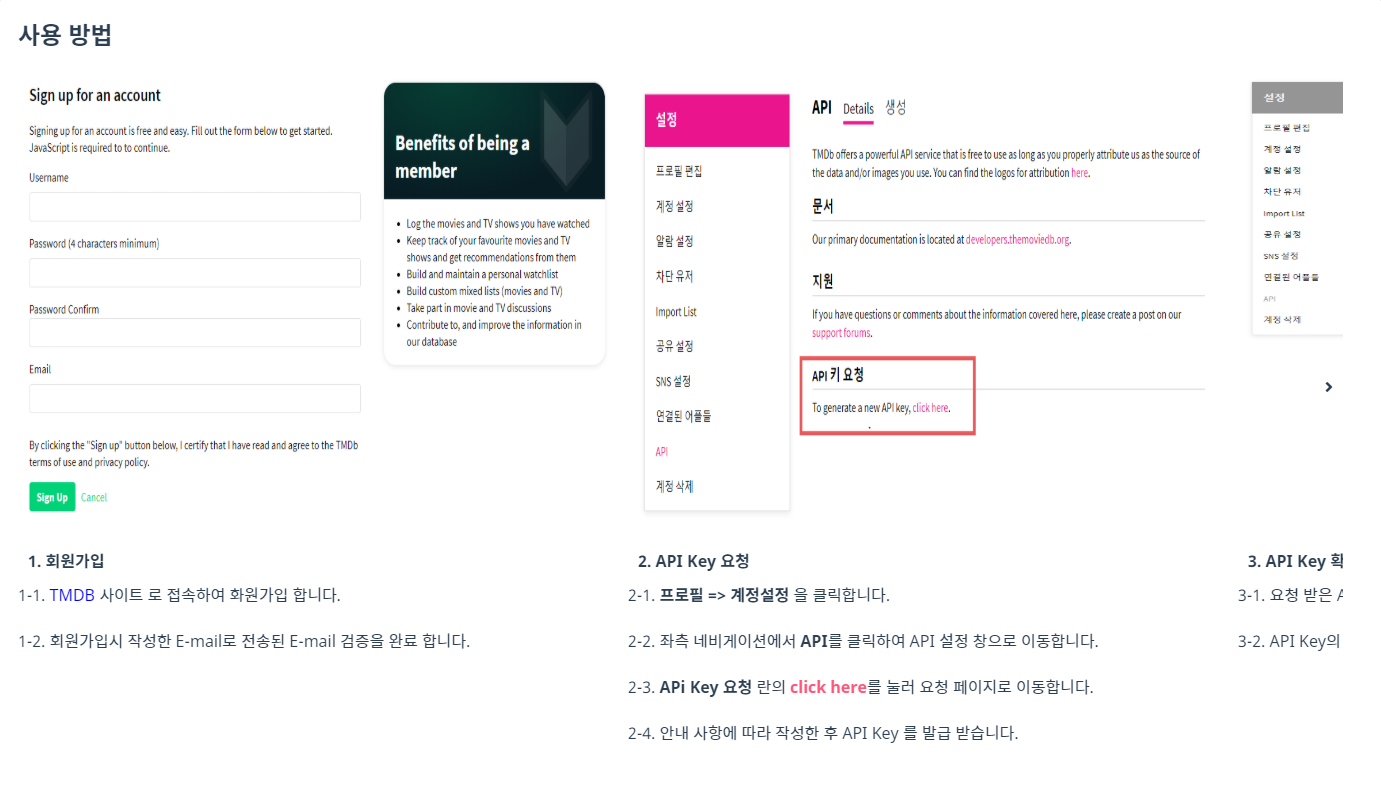 사용 방법
Sign up for an account
Signing up for an account is free and easy. Fill out the form below to get started.
JavaScript is required to to continue.
Username
Password (4 characters minimum)
Password Confirm
Email
By clicking the "Sign up" button below, I certify that I have read and agree to the TMDb
terms of use and privacy policy.
Sign Up Cancel
Benefits of being a
member
• Log the movies and TV shows you have watched
• Keep track of your favourite movies and TV
shows and get recommendations from them
• Build and maintain a personal watchlist
• Build custom mixed lists (movies and TV)
• Take part in movie and TV discussions
• Contribute to, and improve the information in
our database
1. 회원가입
1-1. TMDB 사이트 로 접속하여 화원가입 합니다.
1-2. 회원가입시 작성한 E-mail로 전송된 E-mail 검증을 완료 합니다.
설정
프로필 편집
계정 설정
알람 설정
차단 유저
Import List
공유 설정
SNS 설정
연결된 어플들
API
계정 삭제
API Details 생성
TMDb offers a powerful API service that is free to use as long as you properly attribute us as the source of
the data and/or images you use. You can find the logos for attribution here.
문서
Our primary documentation is located at developers.themoviedb.org.
지원
If you have questions or comments about the information covered here, please create a post on our
support forums.
API 키 요청
To generate a new API key, click here.
2. API Key 요청
2-1. 프로필 => 계정설정 을 클릭합니다.
2-2. 좌측 네비게이션에서 API를 클릭하여 API 설정 창으로 이동합니다.
2-3. APi Key 요청 란의 click here를 눌러 요청 페이지로 이동합니다.
2-4. 안내 사항에 따라 작성한 후 API Key 를 발급 받습니다.
설정
프로필 편집
계정 설정
알람 설정
차단 유저
Import List
공유 설정
SNS 설정
연결된 어플들
API
계정 삭제
3. API Key 확
3-1. 요청 받은 A
3-2. API Key의